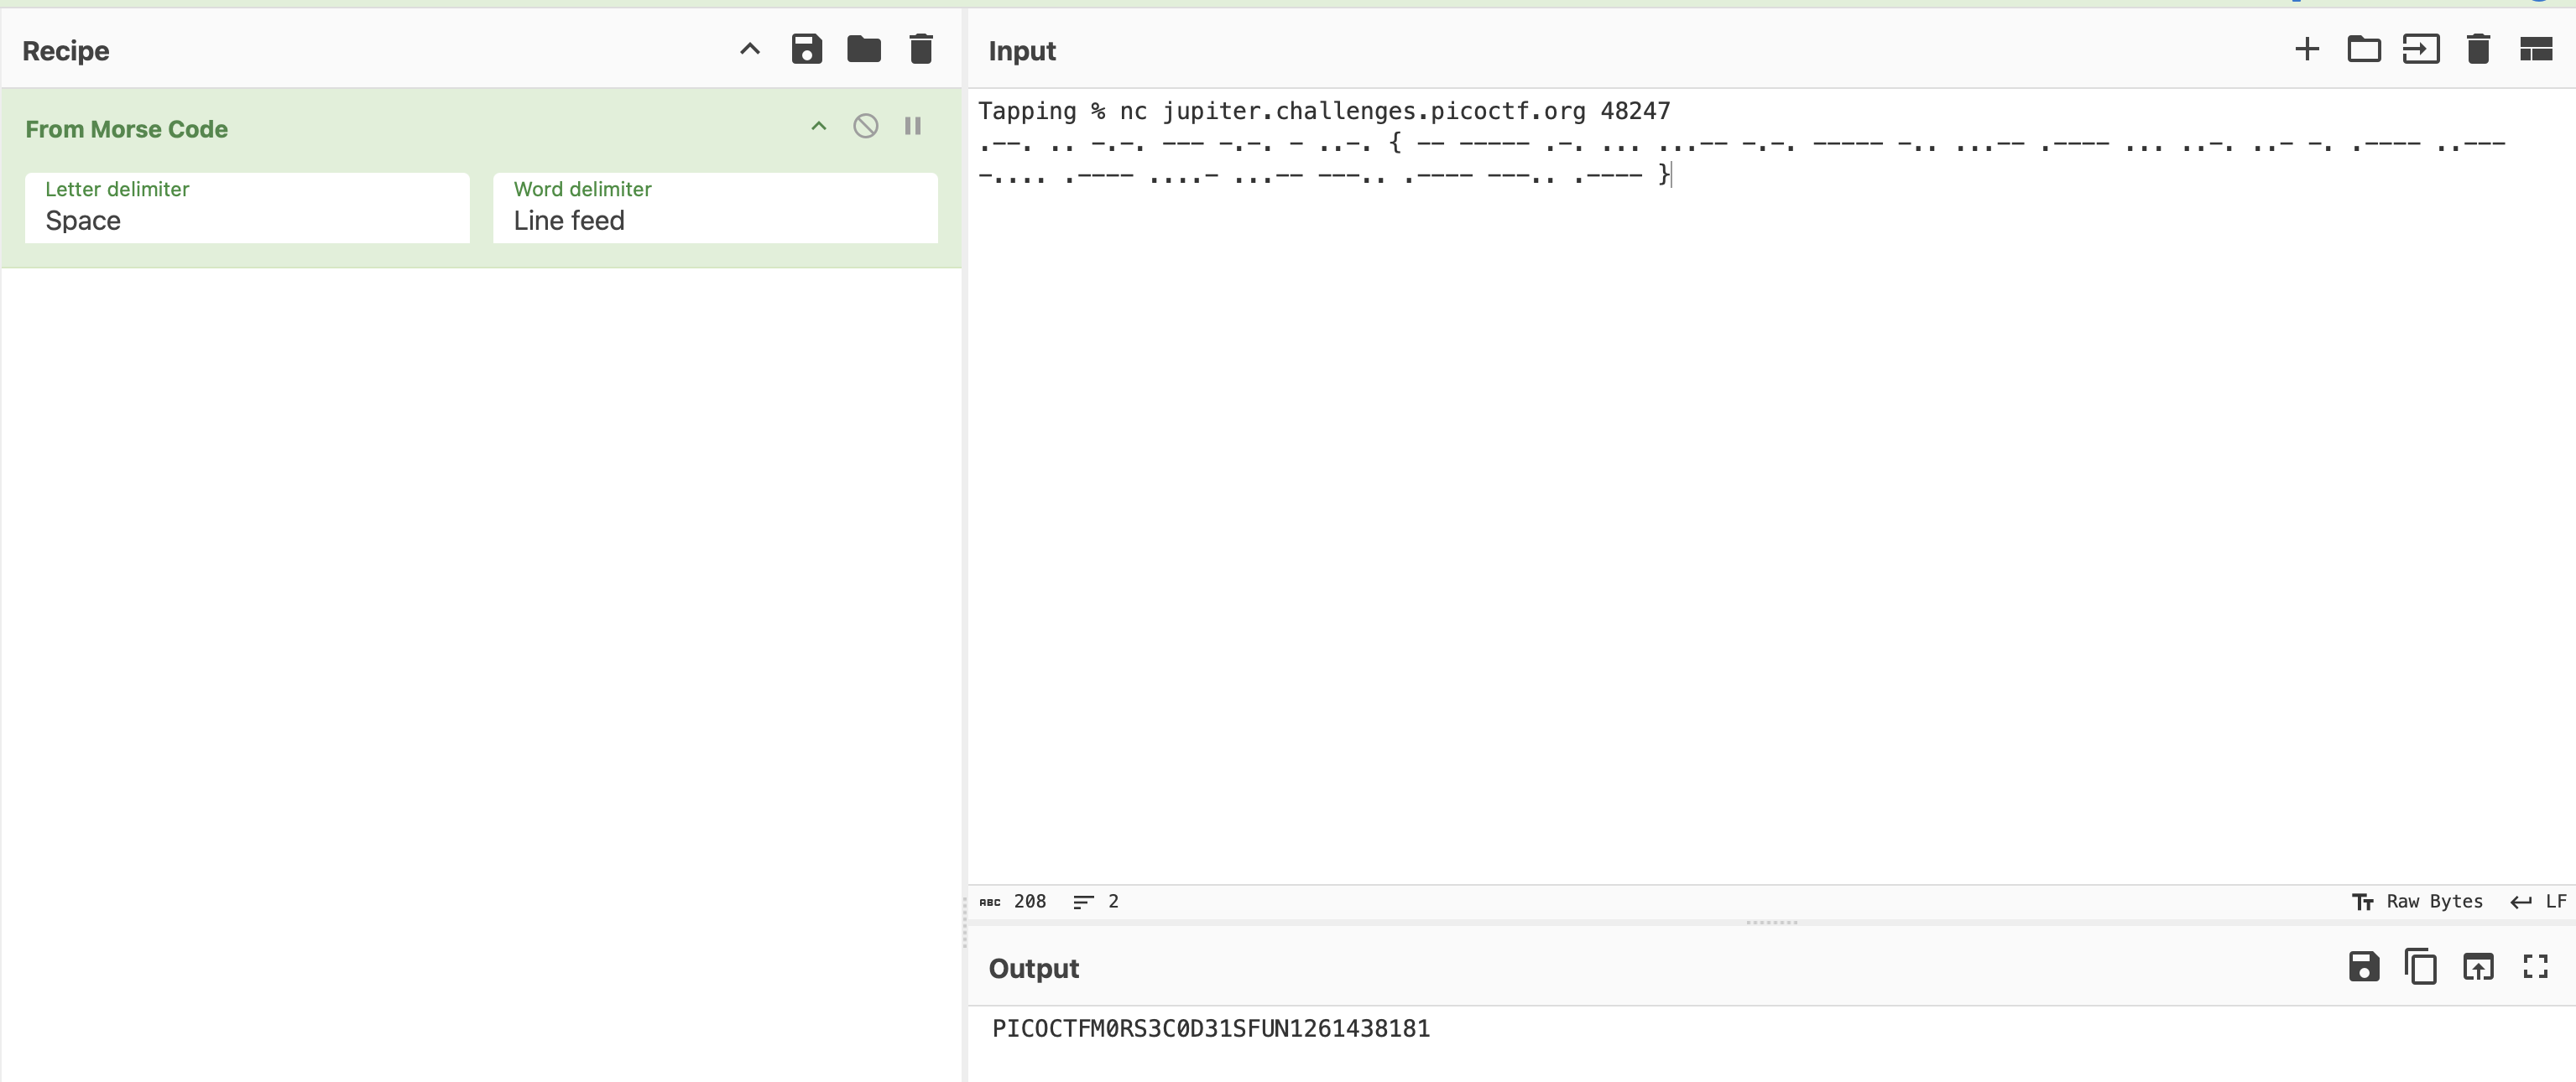 Recipe
Input
From Morse Code
Letter delimiter
Space
Word delimiter
Line feed
Tapping % nc jupiter.challenges.picoctf.org 48247
.--. .. -.-. --- -.-. - ..-. { -- ----- .-. ... ...-- -.-. ----- -.. ...-- .---- ... ..-. ..- -. .---- ..---
-.... .---- ....- ...-- ---.. .---- ---.. .---- }
ABC 208 2
Raw Bytes LF
Output
PICOCTFM0RS3C0D31SFUN1261438181